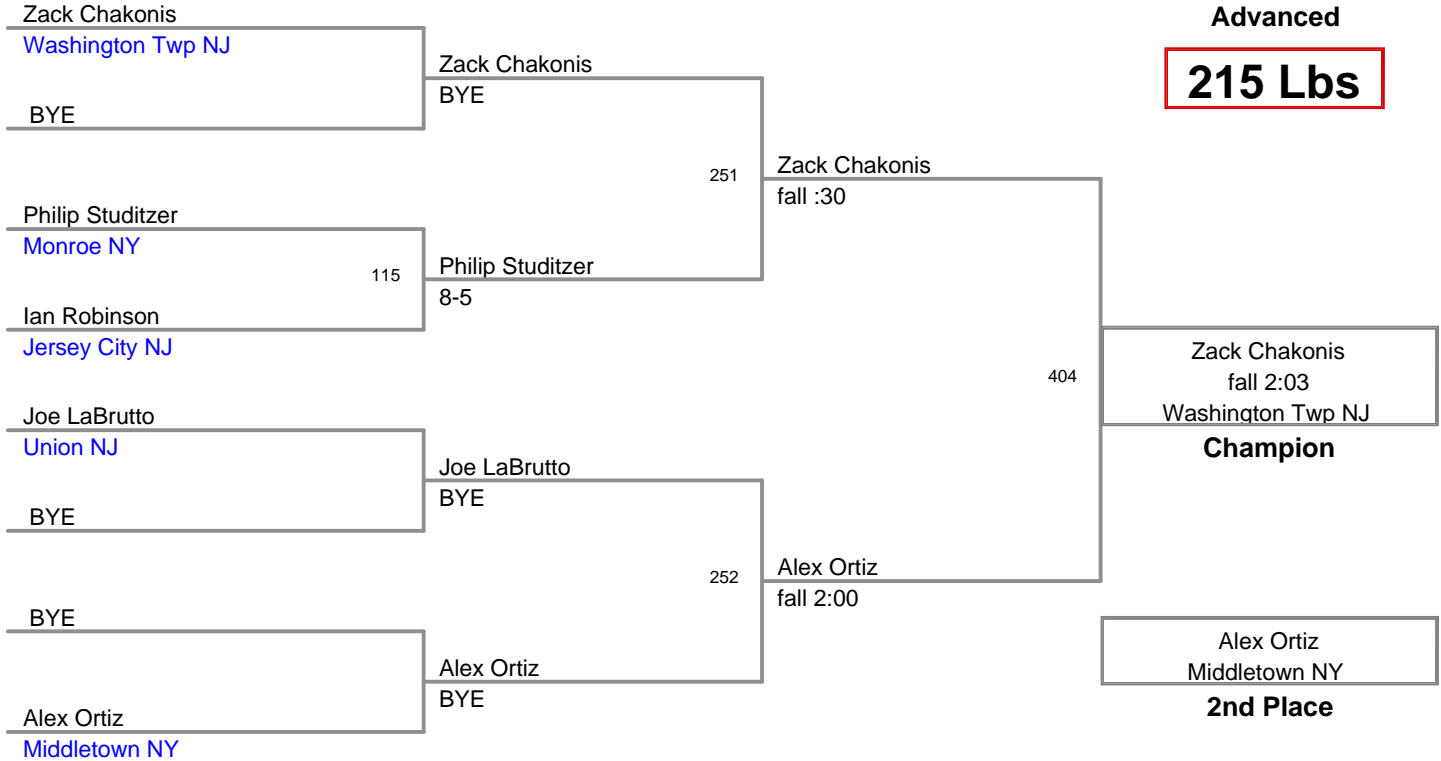 Zack Chakonis
Washington Twp NJ
BYE
Philip Studitzer
Monroe NY
115
Ian Robinson
Jersey City NJ
Joe LaBrutto
Union NJ
BYE
BYE
Alex Ortiz
Middletown NY
Zack Chakonis
BYE
251
Philip Studitzer
8-5
Joe LaBrutto
BYE
252
Alex Ortiz
BYE
Zack Chakonis
fall :30
404
Alex Ortiz
fall 2:00
Advanced
215 Lbs
Zack Chakonis
fall 2:03
Washington Twp NJ
Champion
Alex Ortiz
Middletown NY
2nd Place